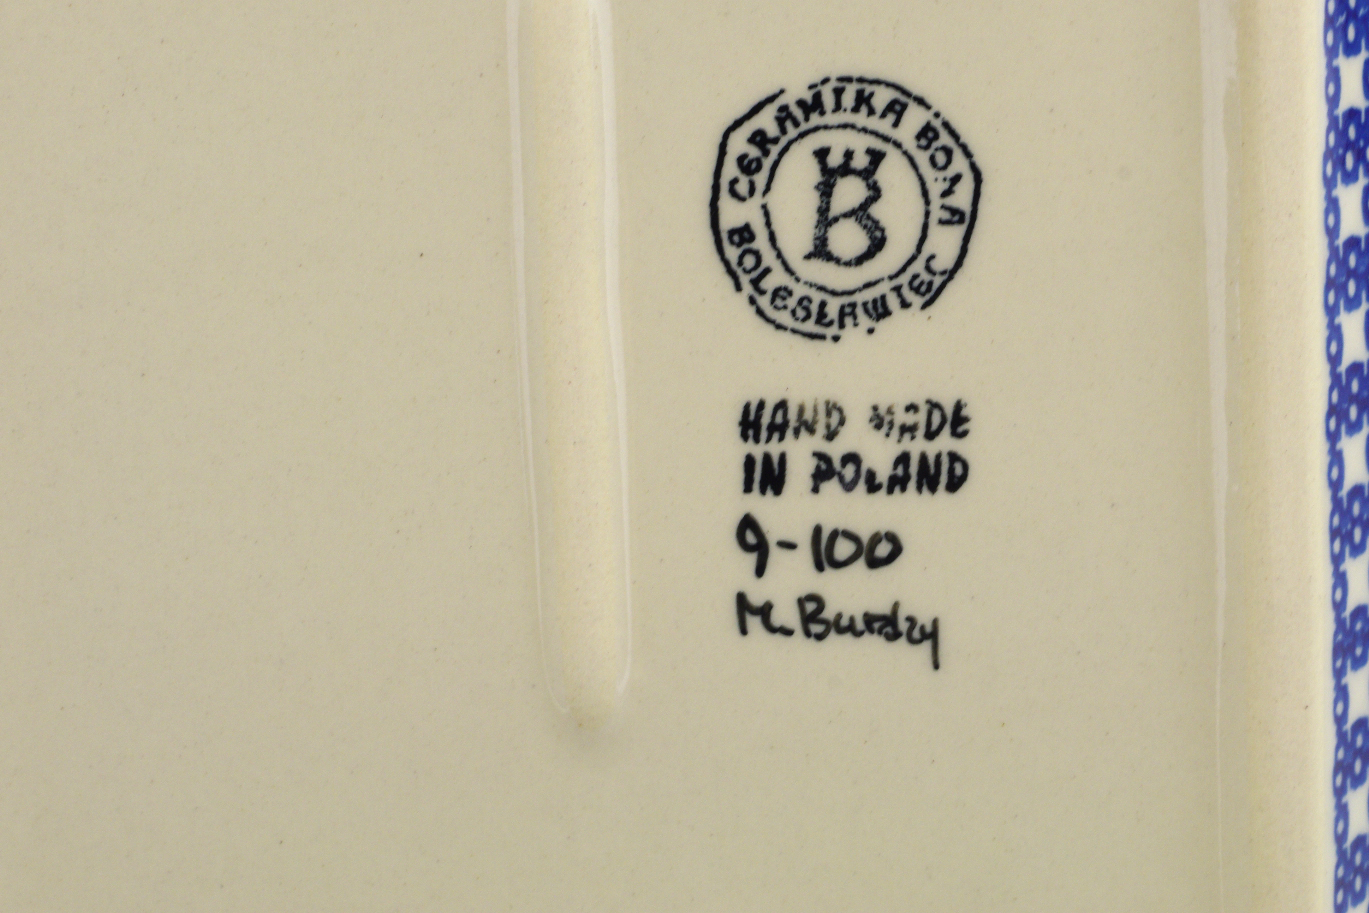 CERAMIKA BONA
BOLESŁAWIEC
B
HAND MADE
IN POLAND
9-100
M. Burdzy